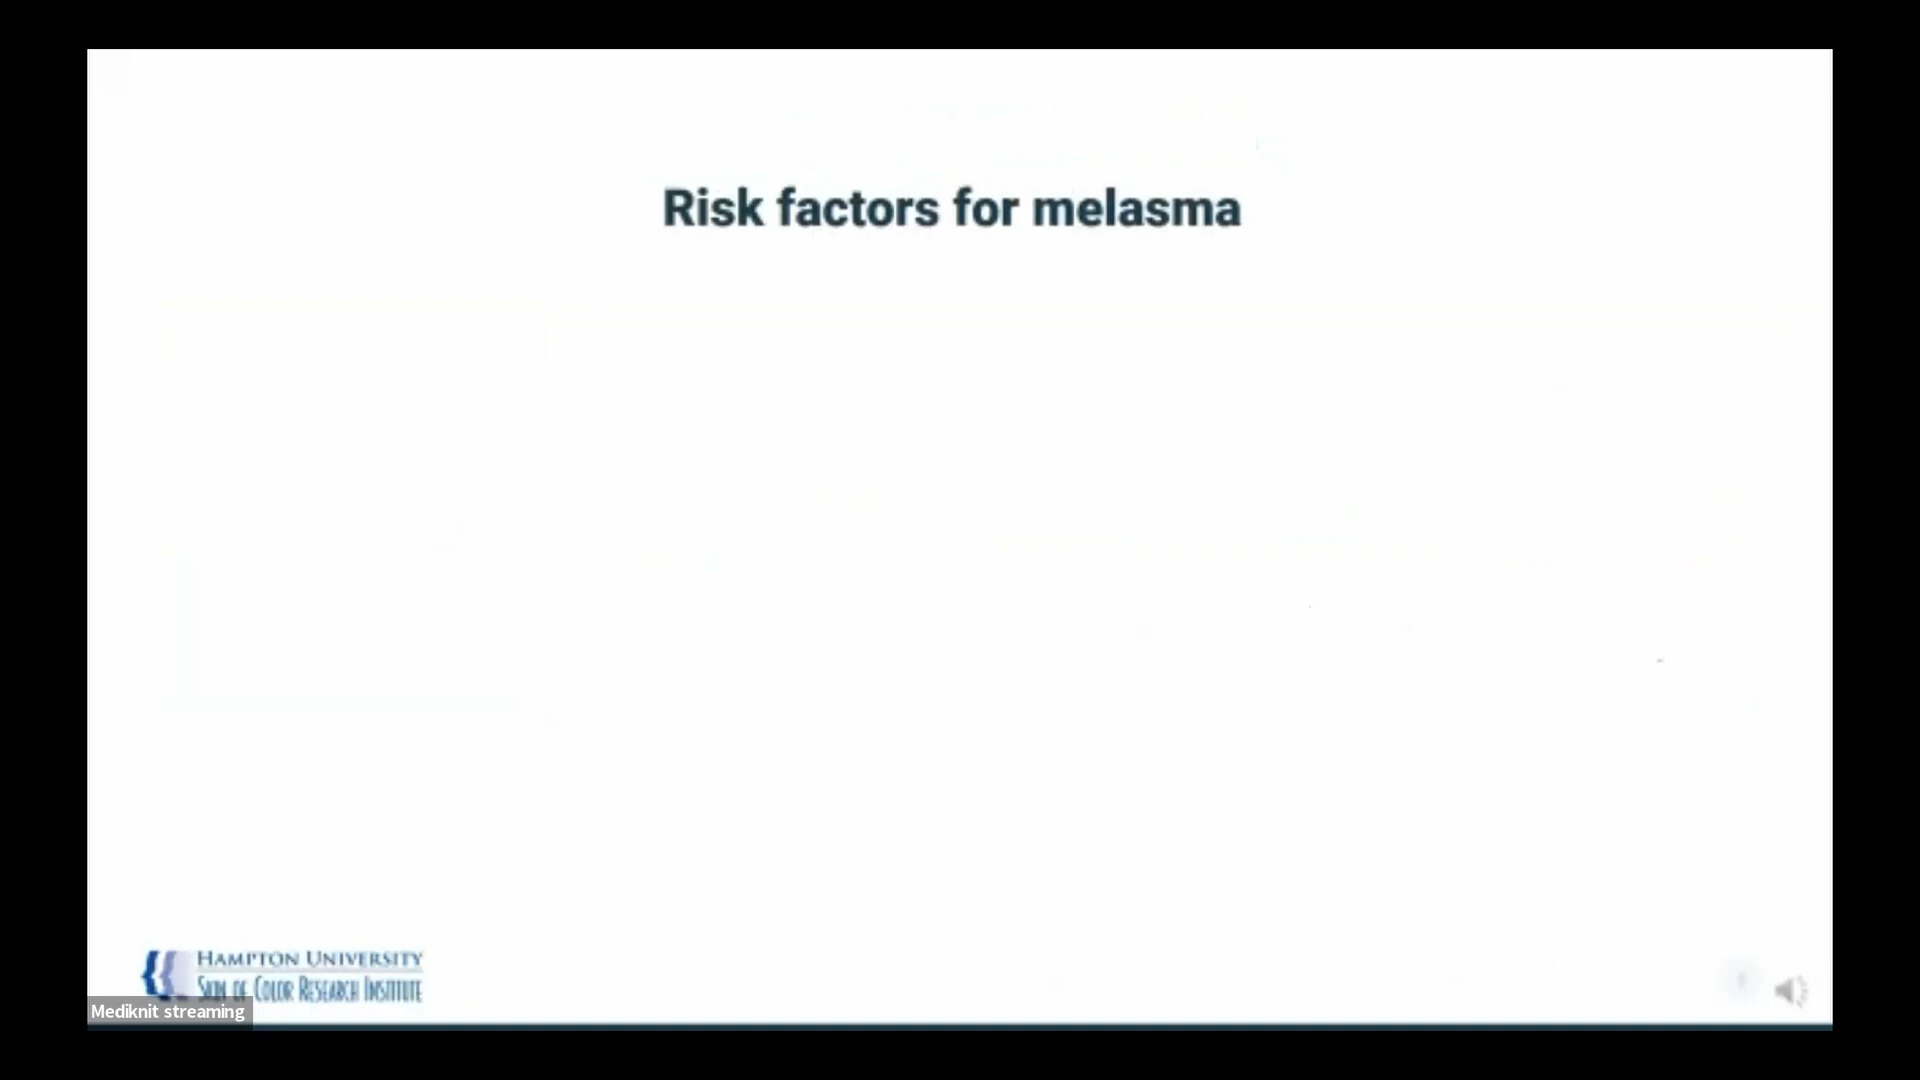 Risk factors for melasma
HAMPTON UNIVERSITY
SKIN OF COLOR RESEARCH INSTITUTE
Mediknit streaming